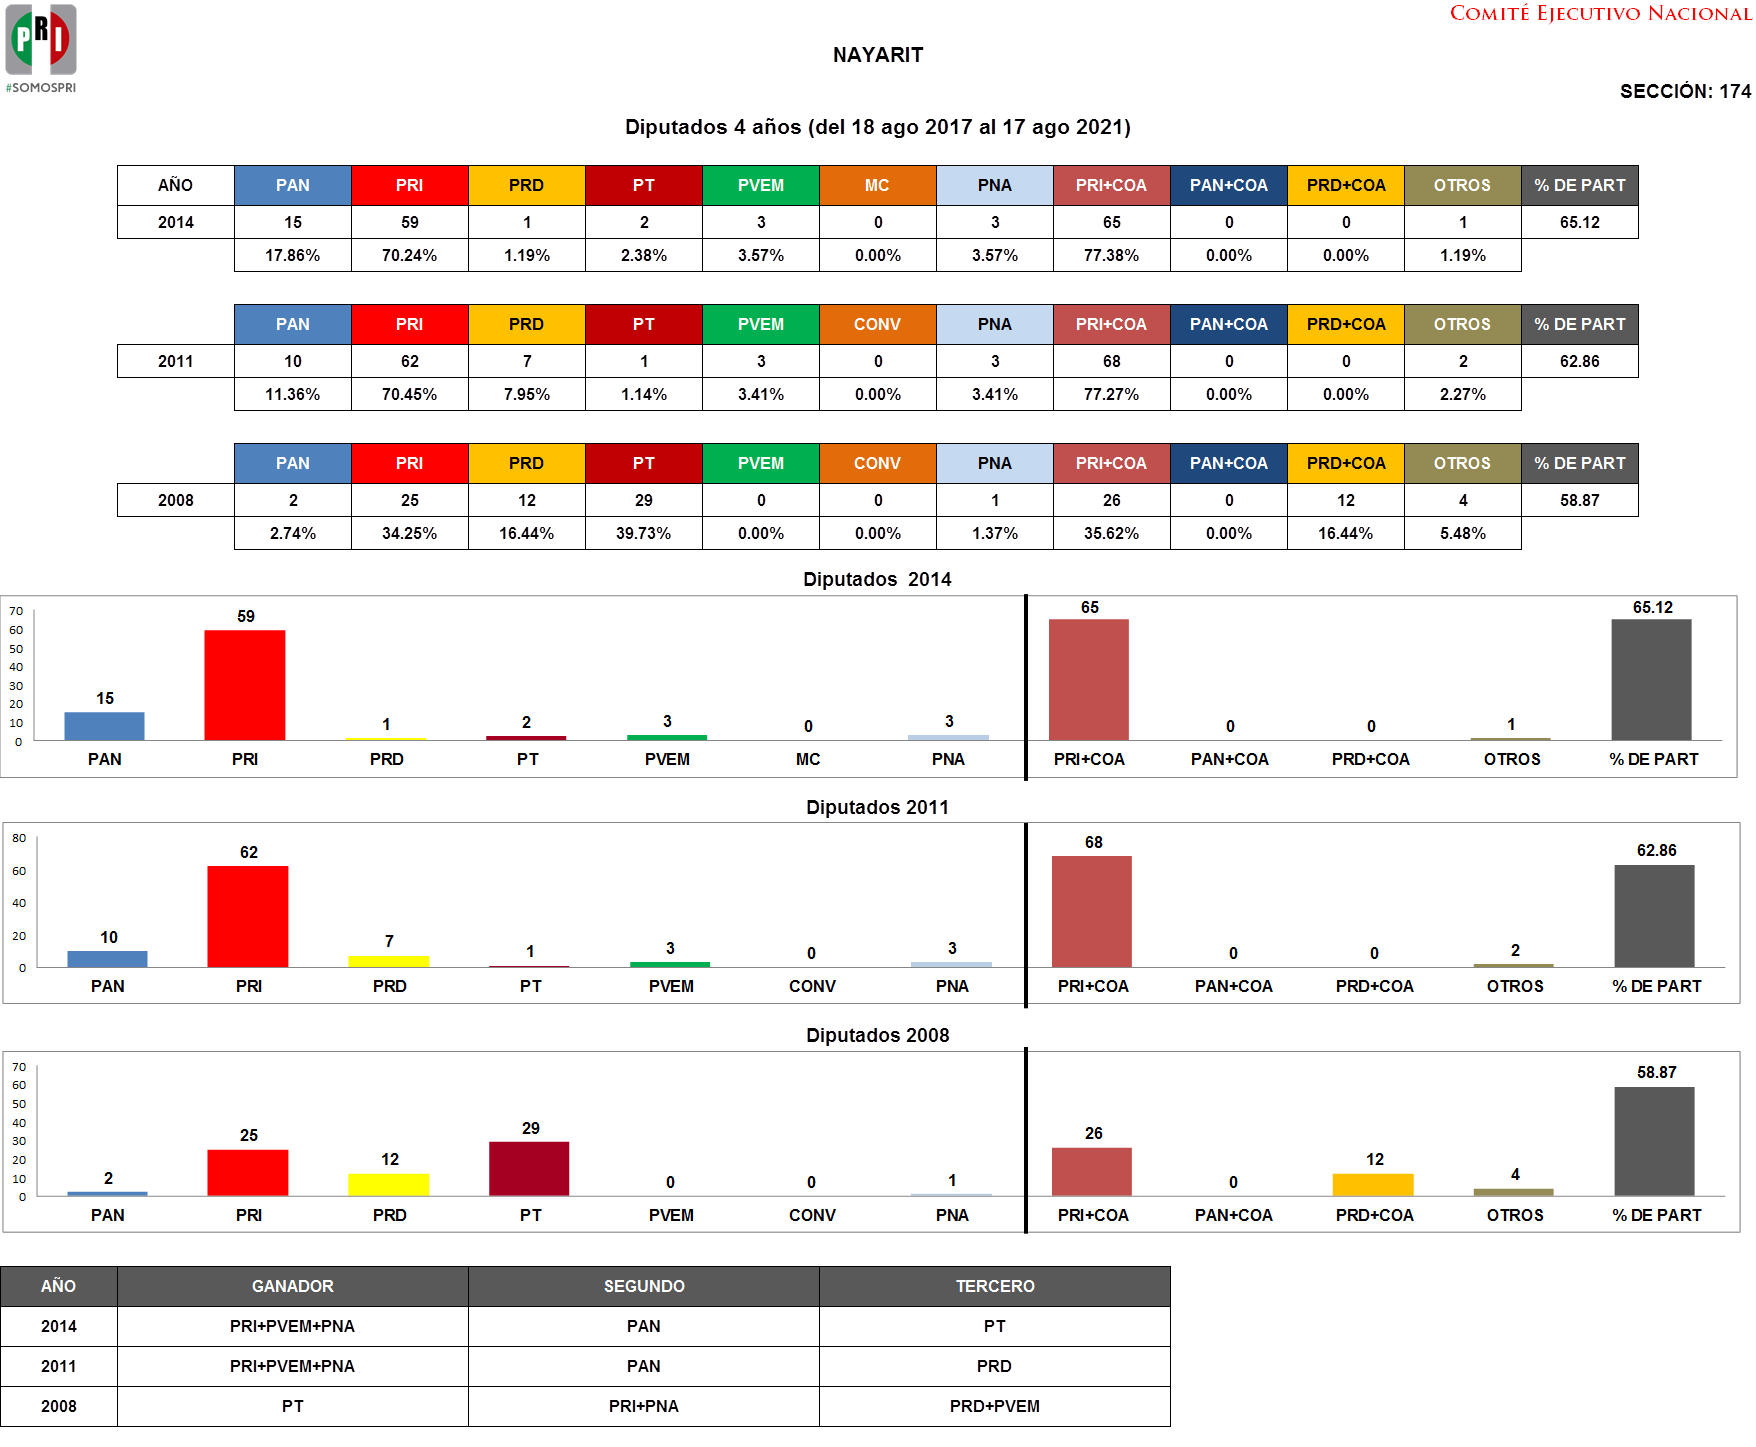 PRI
#SOMOSPRI
COMITÉ EJECUTIVO NACIONAL
NAYARIT
SECCIÓN: 174
Diputados 4 años (del 18 ago 2017 al 17 ago 2021)
AÑO PAN PRI PRD PT PVEM MC PNA PRI+COA PAN+COA PRD+COA OTROS % DE PART
2014 15 59 1 2 3 0 3 65 0 0 1 65.12
17.86% 70.24% 1.19% 2.38% 3.57% 0.00% 3.57% 77.38% 0.00% 0.00% 1.19%
PAN PRI PRD PT PVEM CONV PNA PRI+COA PAN+COA PRD+COA OTROS % DE PART
2011 10 62 7 1 3 0 3 68 0 0 2 62.86
11.36% 70.45% 7.95% 1.14% 3.41% 0.00% 3.41% 77.27% 0.00% 0.00% 2.27%
PAN PRI PRD PT PVEM CONV PNA PRI+COA PAN+COA PRD+COA OTROS % DE PART
2008 2 25 12 29 0 0 1 26 0 12 4 58.87
2.74% 34.25% 16.44% 39.73% 0.00% 0.00% 1.37% 35.62% 0.00% 16.44% 5.48%
Diputados 2014
70
60
50
40
30
20
10
0
15 59 1 2 3 0 3 65 0 0 1 65.12
PAN PRI PRD PT PVEM MC PNA PRI+COA PAN+COA PRD+COA OTROS % DE PART
Diputados 2011
80
60
40
20
0
10 62 7 1 3 0 3 68 0 0 2 62.86
PAN PRI PRD PT PVEM CONV PNA PRI+COA PAN+COA PRD+COA OTROS % DE PART
Diputados 2008
70
60
50
40
30
20
10
0
2 25 12 29 0 0 1 26 0 12 4 58.87
PAN PRI PRD PT PVEM CONV PNA PRI+COA PAN+COA PRD+COA OTROS % DE PART
AÑO GANADOR SEGUNDO TERCERO
2014 PRI+PVEM+PNA PAN PT
2011 PRI+PVEM+PNA PAN PRD
2008 PT PRI+PNA PRD+PVEM